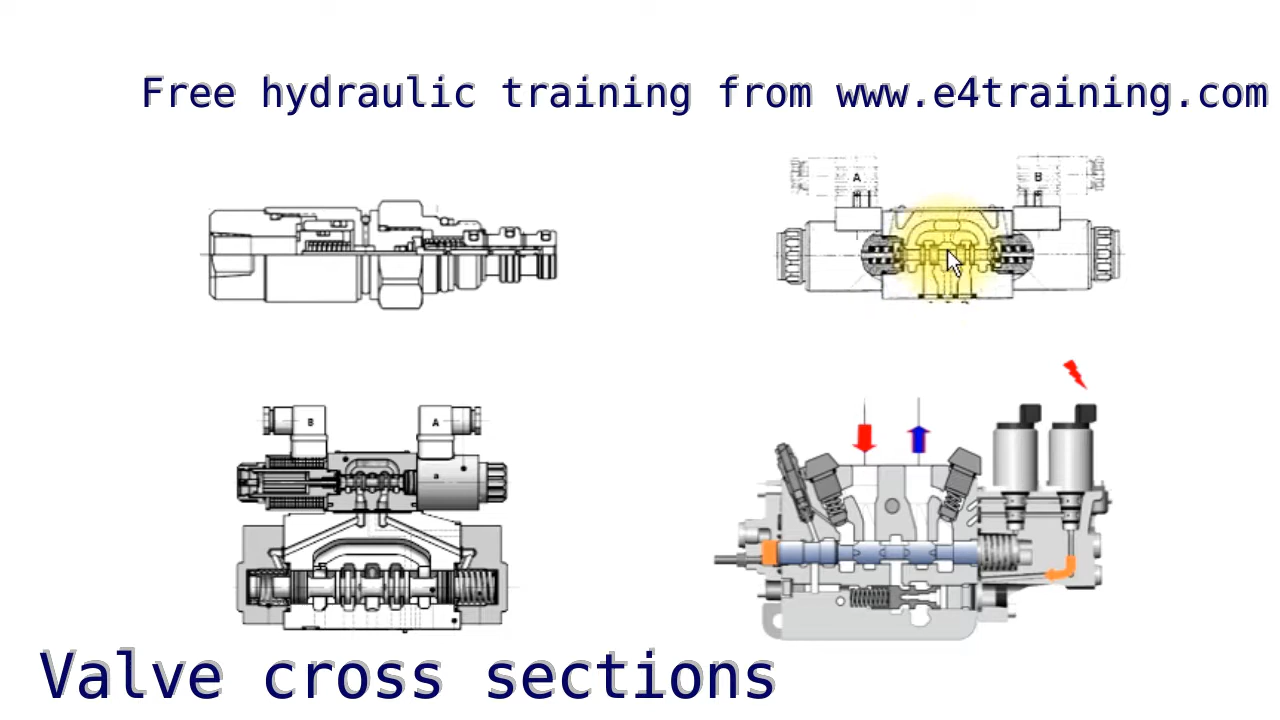 Free hydraulic training from www.e4training.com
A B
B A
a
Valve cross sections